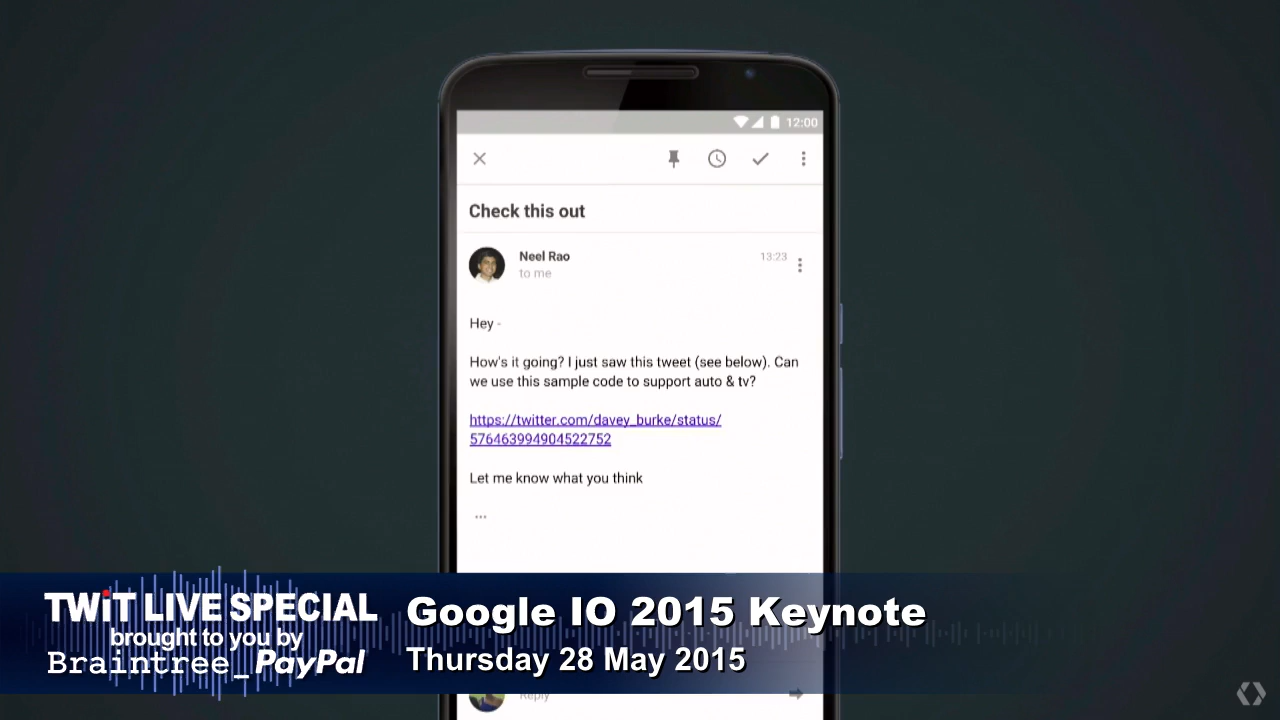 12:00
Check this out
Neel Rao
13:23
to me
Hey -
How's it going? I just saw this tweet (see below). Can
we use this sample code to support auto & tv?
https://twitter.com/davey_burke/status/
576463994904522752
Let me know what you think
...
TWiT LIVE SPECIAL
brought to you by
Braintree_PayPal
Google IO 2015 Keynote
Thursday 28 May 2015
Reply